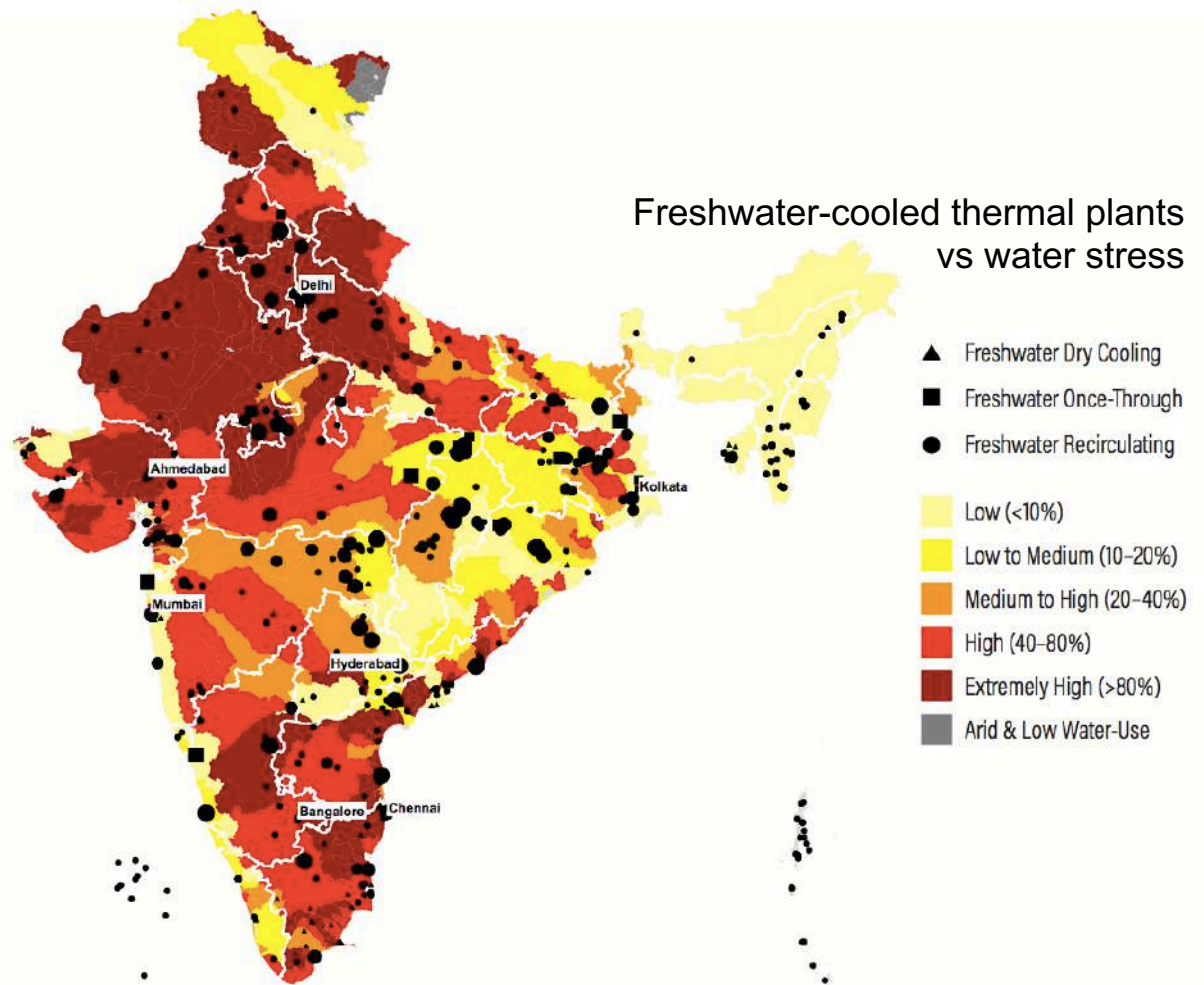 Freshwater-cooled thermal plants
vs water stress
Delhi
Freshwater Dry Cooling
Freshwater Once-Through
Freshwater Recirculating
Ahmedabad
Kolkata
Low (<10%)
Low to Medium (10–20%)
Medium to High (20–40%)
High (40–80%)
Extremely High (>80%)
Arid & Low Water-Use
Mumbai
Hyderabad
Bangalore
Chennai